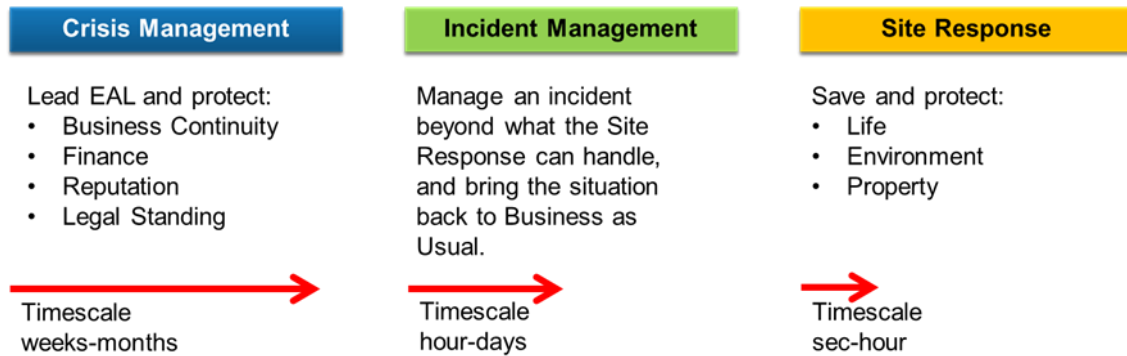 Crisis Management
Lead EAL and protect:
• Business Continuity
• Finance
• Reputation
• Legal Standing
Timescale
weeks-months
Incident Management
Manage an incident
beyond what the Site
Response can handle,
and bring the situation
back to Business as
Usual.
Timescale
hour-days
Site Response
Save and protect:
• Life
• Environment
• Property
Timescale
sec-hour